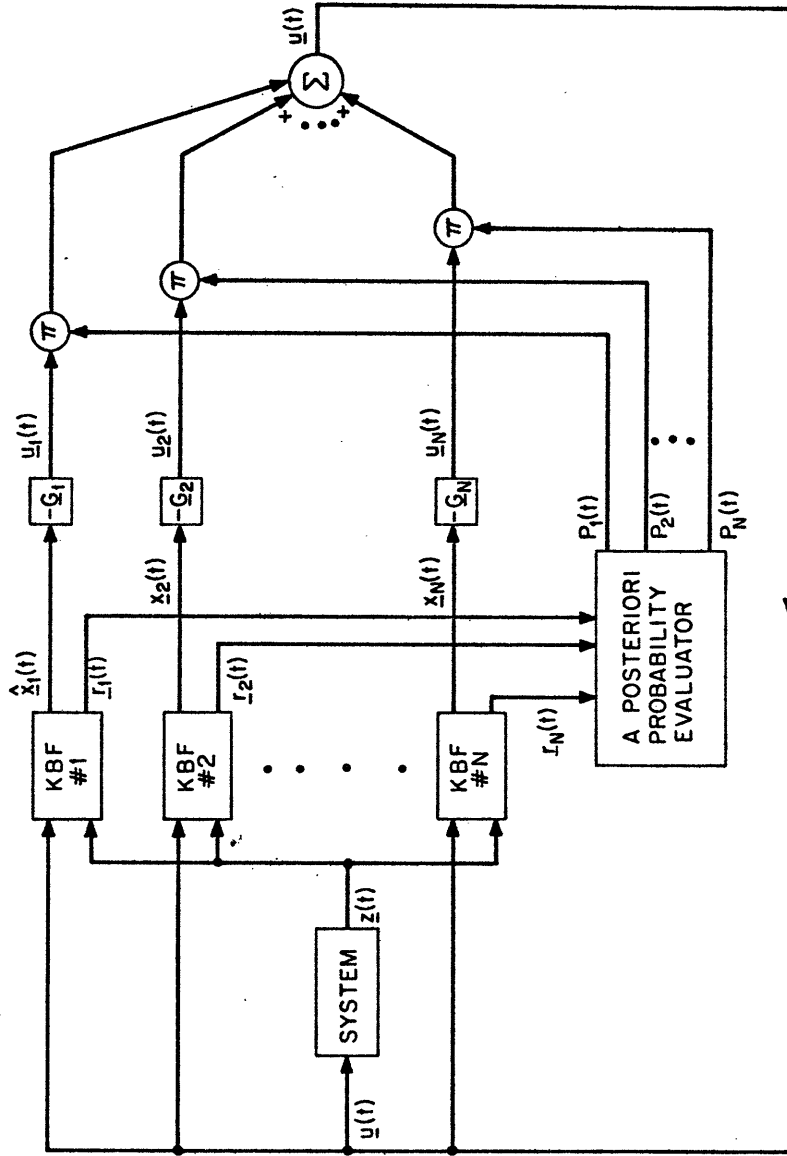 u(t)
SYSTEM
z(t)
KBF
#1
x̂1(t)
r1(t)
-G1
u1(t)
π
KBF
#2
x2(t)
r2(t)
-G2
u2(t)
π
KBF
#N
xN(t)
rN(t)
-GN
uN(t)
π
A POSTERIORI
PROBABILITY
EVALUATOR
P1(t)
P2(t)
PN(t)
+
+
Σ
u(t)